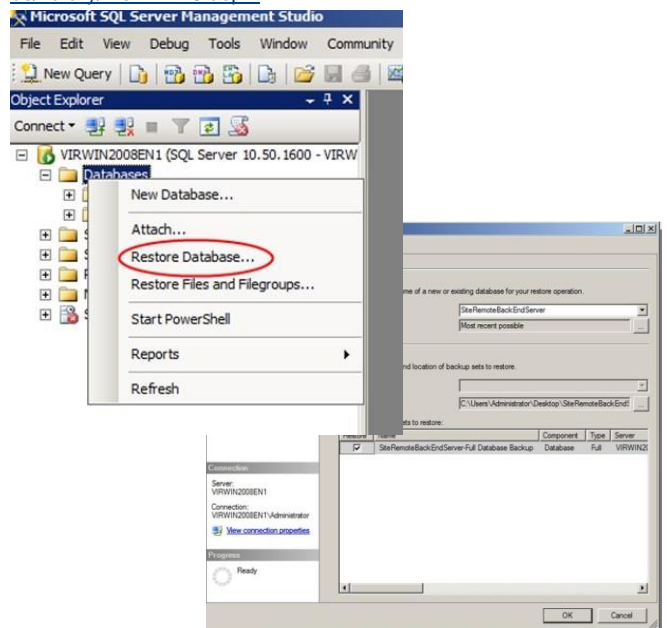 Microsoft SQL Server Management Studio
File Edit View Debug Tools Window Community
New Query
Object Explorer
Connect
VIRWIN2008EN1 (SQL Server 10.50.1600 - VIRW
Databases
New Database...
Attach...
Restore Database...
Restore Files and Filegroups...
Start PowerShell
Reports
Refresh
me of a new or existing database for your restore operation.
SiteRemoteBackEndServer
Most recent possible
...
nd location of backup sets to restore.
C:\Users\Administrator\Desktop\SiteRemoteBackEndS
...
ets to restore:
Restore Name Component Type Server
SiteRemoteBackEndServer-Full Database Backup Database Full VIRWIN20
Connection
Server:
VIRWIN2008EN1
Connection:
VIRWIN2008EN1\Administrator
View connection properties
Progress
Ready
OK Cancel